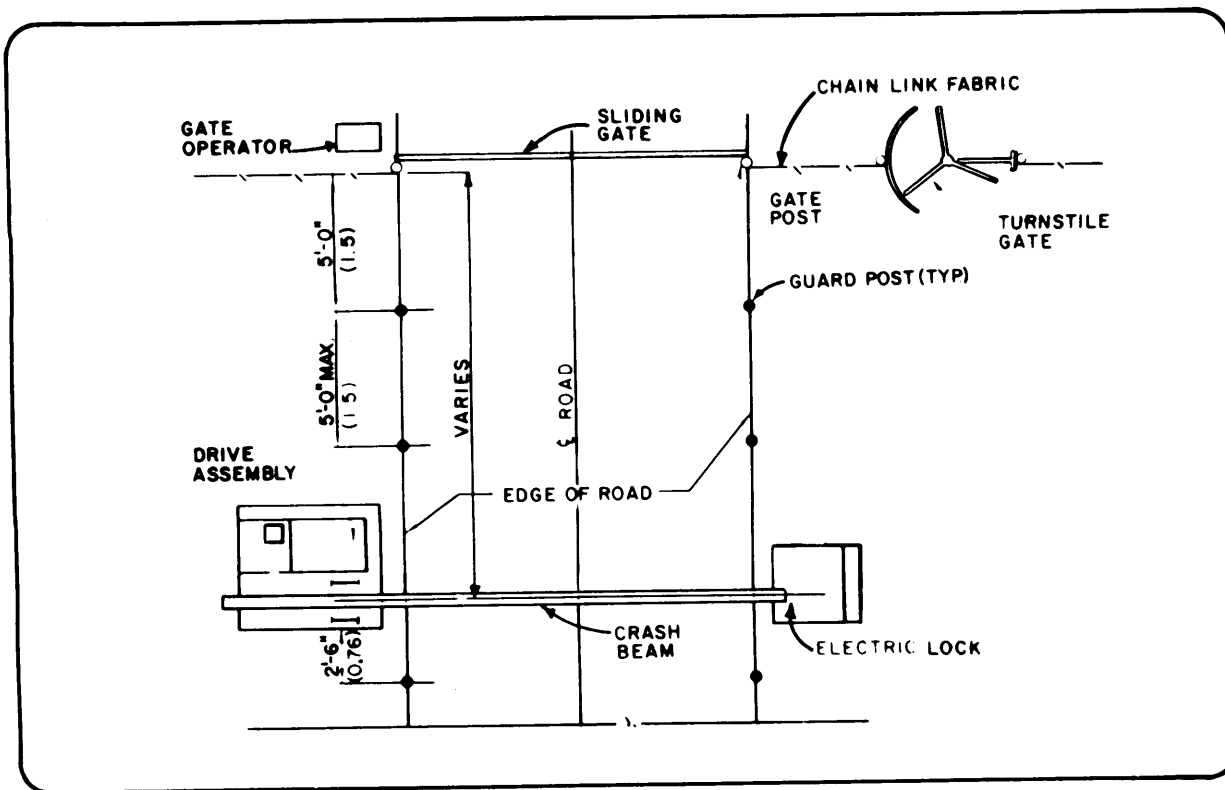 CHAIN LINK FABRIC
SLIDING
GATE
GATE
OPERATOR
GATE
POST
TURNSTILE
GATE
5'-0"
(1.5)
GUARD POST (TYP)
5'-0" MAX.
(1.5)
VARIES
℄ ROAD
DRIVE
ASSEMBLY
EDGE OF ROAD
CRASH
BEAM
ELECTRIC LOCK
2'-6"
(0.76)